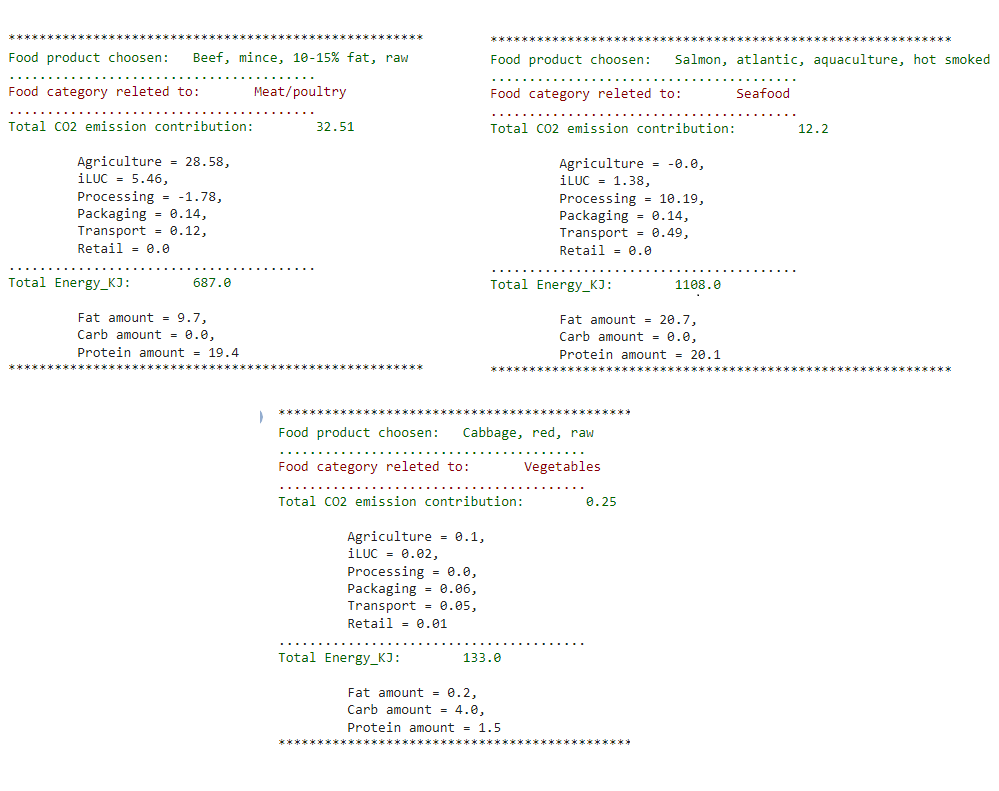 ******************************************************
Food product choosen:   Beef, mince, 10-15% fat, raw
........................................
Food category releted to:       Meat/poultry
........................................
Total CO2 emission contribution:        32.51
Agriculture = 28.58,
iLUC = 5.46,
Processing = -1.78,
Packaging = 0.14,
Transport = 0.12,
Retail = 0.0
........................................
Total Energy_KJ:        687.0
Fat amount = 9.7,
Carb amount = 0.0,
Protein amount = 19.4
******************************************************
************************************************************
Food product choosen:   Salmon, atlantic, aquaculture, hot smoked
........................................
Food category releted to:       Seafood
........................................
Total CO2 emission contribution:        12.2
Agriculture = -0.0,
iLUC = 1.38,
Processing = 10.19,
Packaging = 0.14,
Transport = 0.49,
Retail = 0.0
........................................
Total Energy_KJ:        1108.0
Fat amount = 20.7,
Carb amount = 0.0,
Protein amount = 20.1
************************************************************
**********************************************
Food product choosen:   Cabbage, red, raw
........................................
Food category releted to:       Vegetables
........................................
Total CO2 emission contribution:        0.25
Agriculture = 0.1,
iLUC = 0.02,
Processing = 0.0,
Packaging = 0.06,
Transport = 0.05,
Retail = 0.01
........................................
Total Energy_KJ:        133.0
Fat amount = 0.2,
Carb amount = 4.0,
Protein amount = 1.5
**********************************************